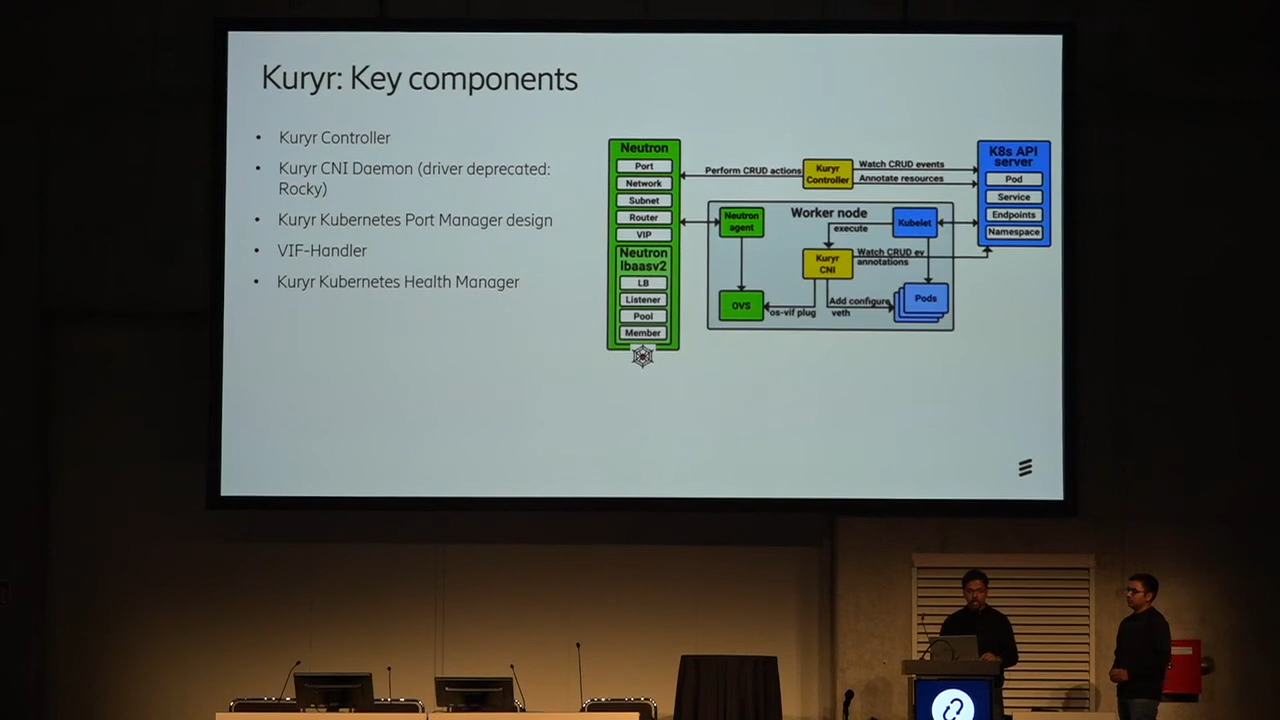 Kuryr: Key components
• Kuryr Controller
• Kuryr CNI Daemon (driver deprecated:
Rocky)
• Kuryr Kubernetes Port Manager design
• VIF-Handler
• Kuryr Kubernetes Health Manager
Neutron
Port
Network
Subnet
Router
VIP
Neutron
lbaasv2
LB
Listener
Pool
Member
Perform CRUD actions
Kuryr
Controller
Watch CRUD events
Annotate resources
K8s API
server
Pod
Service
Endpoints
Namespace
Worker node
Neutron
agent
execute
Kubelet
Kuryr
CNI
Watch CRUD ev
annotations
OVS
os-vif plug
Add configure
veth
Pods